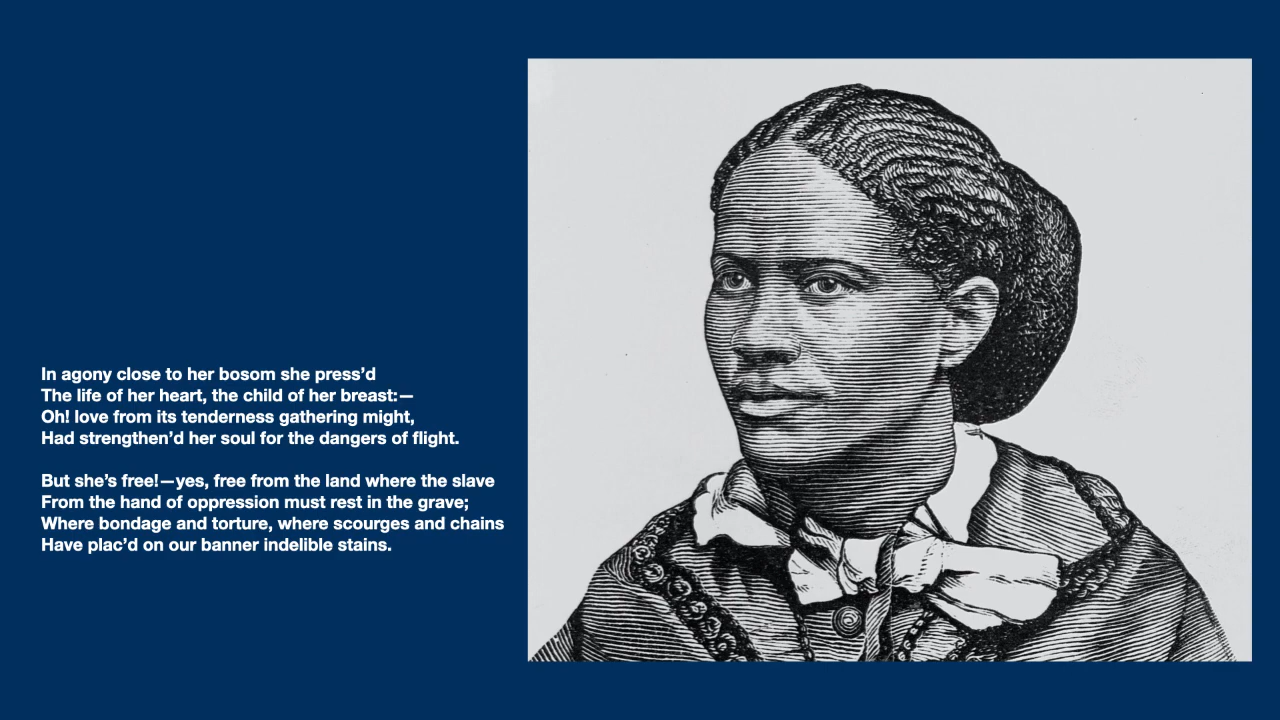 In agony close to her bosom she press’d
The life of her heart, the child of her breast:—
Oh! love from its tenderness gathering might,
Had strengthen’d her soul for the dangers of flight.
But she’s free!—yes, free from the land where the slave
From the hand of oppression must rest in the grave;
Where bondage and torture, where scourges and chains
Have plac’d on our banner indelible stains.